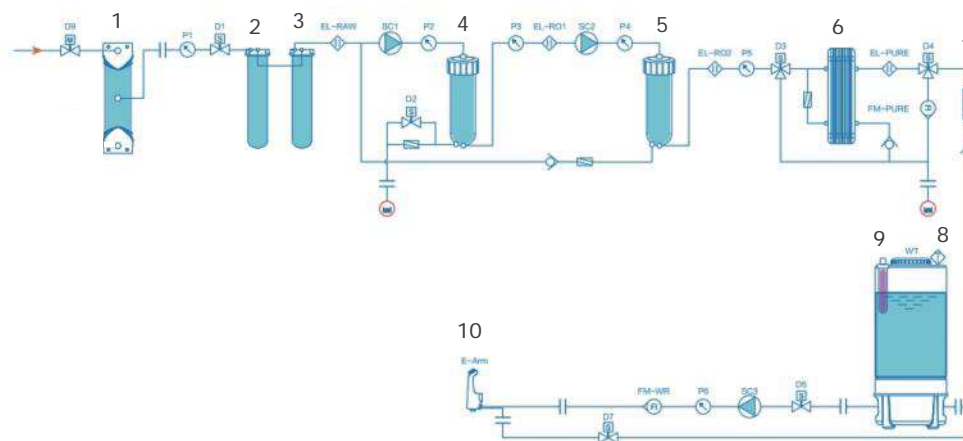 D9
1
P1
D1
2
3
EL-RAW
SC1
P2
4
P3
EL-RO1
SC2
P4
5
EL-RO2
P5
D3
6
EL-PURE
D4
D2
FM-PURE
9
WT
8
10
E-Arm
FM-WR
P6
SC3
D7